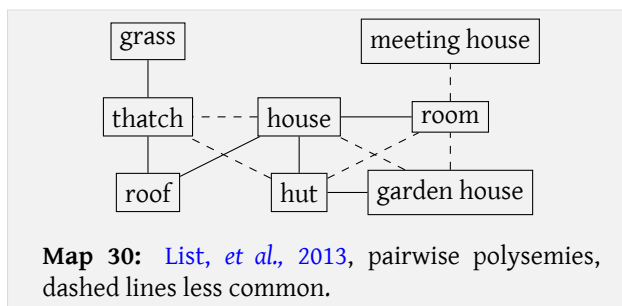 grass
meeting house
thatch
house
room
roof
hut
garden house
Map 30: List, et al., 2013, pairwise polysemies,
dashed lines less common.